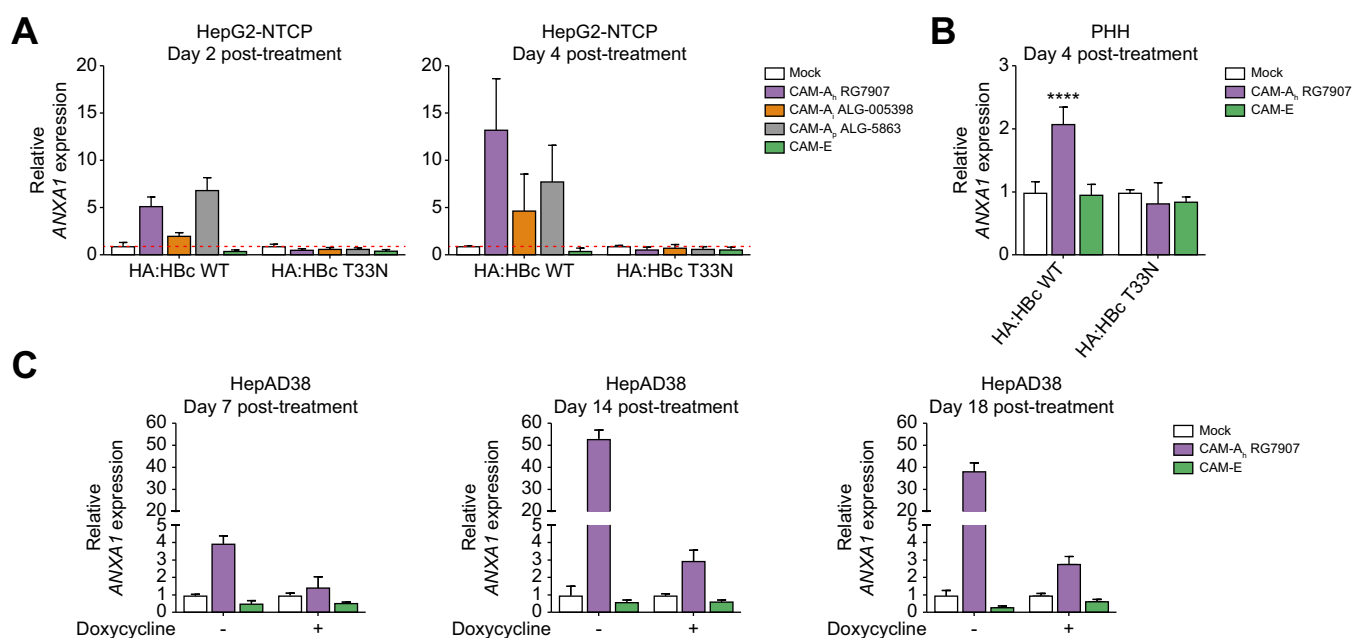 A
HepG2-NTCP
Day 2 post-treatment
Relative
ANXA1 expression
20
15
10
5
0
HA:HBc WT
HA:HBc T33N
HepG2-NTCP
Day 4 post-treatment
20
15
10
5
0
HA:HBc WT
HA:HBc T33N
Mock
CAM-Ah RG7907
CAM-Ai ALG-005398
CAM-Ap ALG-5863
CAM-E
B
PHH
Day 4 post-treatment
Relative
ANXA1 expression
3
2
1
0
****
HA:HBc WT
HA:HBc T33N
Mock
CAM-Ah RG7907
CAM-E
C
HepAD38
Day 7 post-treatment
Relative
ANXA1 expression
60
50
40
30
20
10
5
4
3
2
1
0
Doxycycline - +
HepAD38
Day 14 post-treatment
Relative
ANXA1 expression
60
50
40
30
20
10
5
4
3
2
1
0
Doxycycline - +
HepAD38
Day 18 post-treatment
Relative
ANXA1 expression
60
50
40
30
20
10
5
4
3
2
1
0
Doxycycline - +
Mock
CAM-Ah RG7907
CAM-E